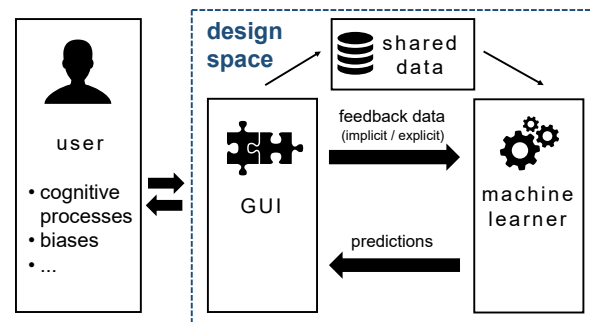 user
• cognitive
processes
• biases
• ...
design
space
shared
data
GUI
feedback data
(implicit / explicit)
predictions
machine
learner